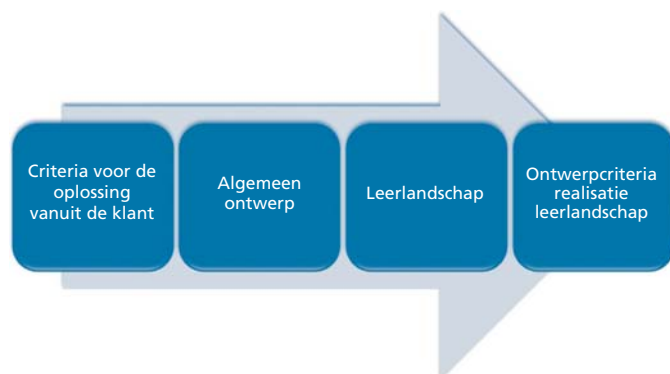 Criteria voor de
oplossing
vanuit de klant
Algemeen
ontwerp
Leerlandschap
Ontwerpcriteria
realisatie
leerlandschap